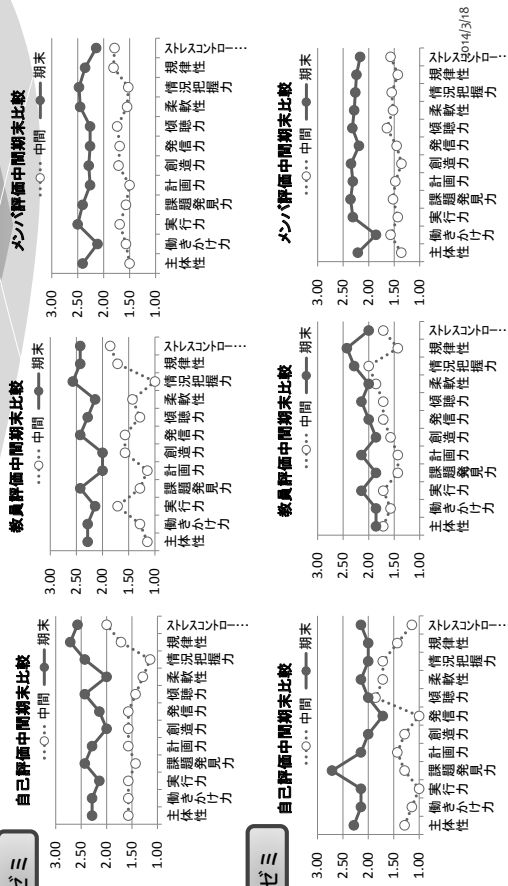 ゼミ
自己評価中間期末比較
中間 期末
3.00
2.50
2.00
1.50
1.00
主体性
働きかけ力
実行力
課題発見力
計画力
創造力
発信力
傾聴力
柔軟性
情況把握力
規律性
ストレスコントロー…
教員評価中間期末比較
中間 期末
3.00
2.50
2.00
1.50
1.00
主体性
働きかけ力
実行力
課題発見力
計画力
創造力
発信力
傾聴力
柔軟性
情況把握力
規律性
ストレスコントロー…
メンバ評価中間期末比較
中間 期末
3.00
2.50
2.00
1.50
1.00
主体性
働きかけ力
実行力
課題発見力
計画力
創造力
発信力
傾聴力
柔軟性
情況把握力
規律性
ストレスコントロー…
ゼミ
自己評価中間期末比較
中間 期末
3.00
2.50
2.00
1.50
1.00
主体性
働きかけ力
実行力
課題発見力
計画力
創造力
発信力
傾聴力
柔軟性
情況把握力
規律性
ストレスコントロー…
教員評価中間期末比較
中間 期末
3.00
2.50
2.00
1.50
1.00
主体性
働きかけ力
実行力
課題発見力
計画力
創造力
発信力
傾聴力
柔軟性
情況把握力
規律性
ストレスコントロー…
メンバ評価中間期末比較
中間 期末
3.00
2.50
2.00
1.50
1.00
主体性
働きかけ力
実行力
課題発見力
計画力
創造力
発信力
傾聴力
柔軟性
情況把握力
規律性
ストレスコントロー…
2014/3/18